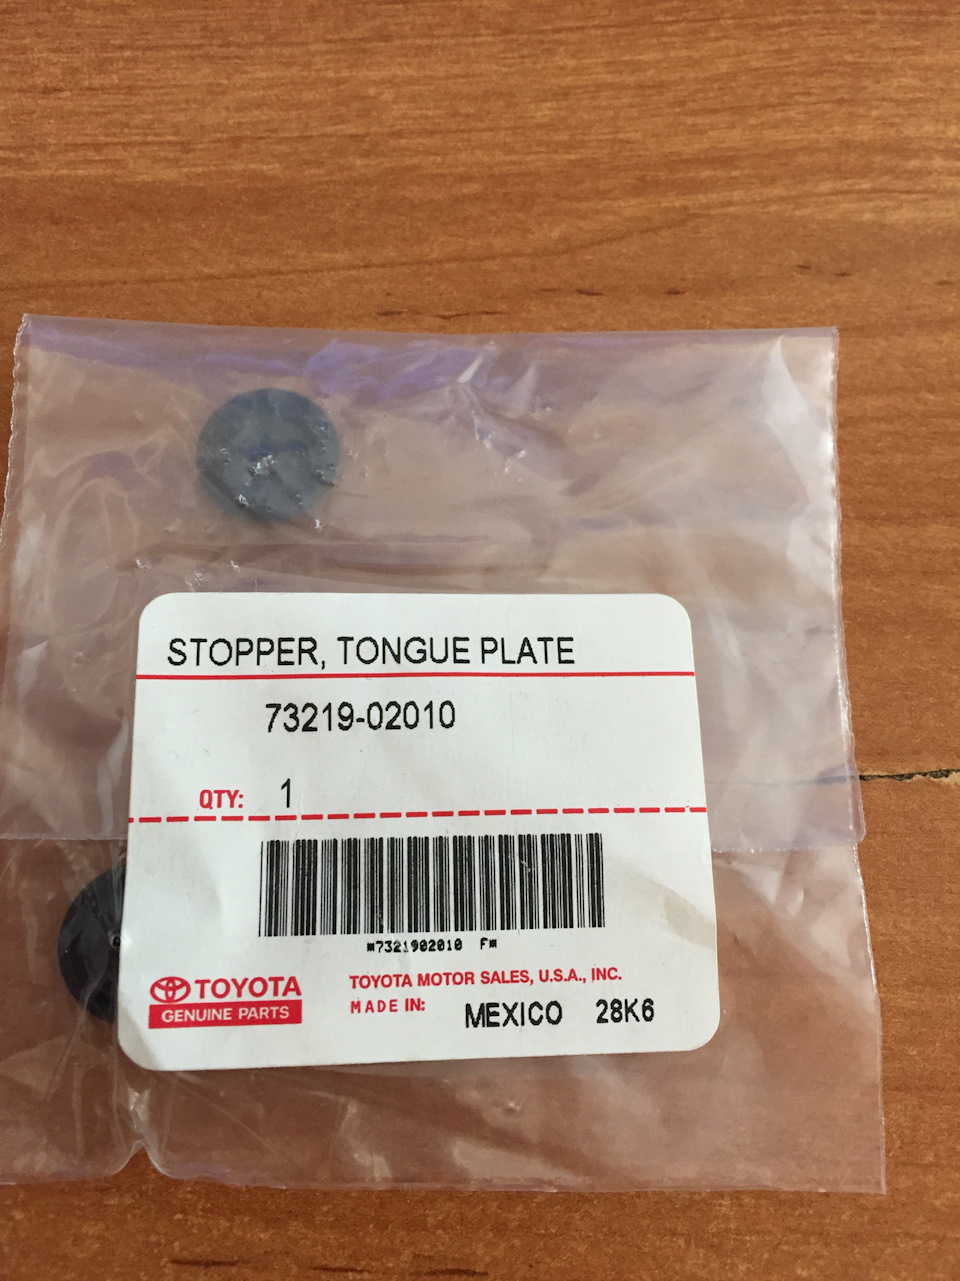 STOPPER, TONGUE PLATE
73219-02010
QTY: 1
*7321902010 F*
TOYOTA
GENUINE PARTS
TOYOTA MOTOR SALES, U.S.A., INC.
MADE IN: MEXICO 28K6